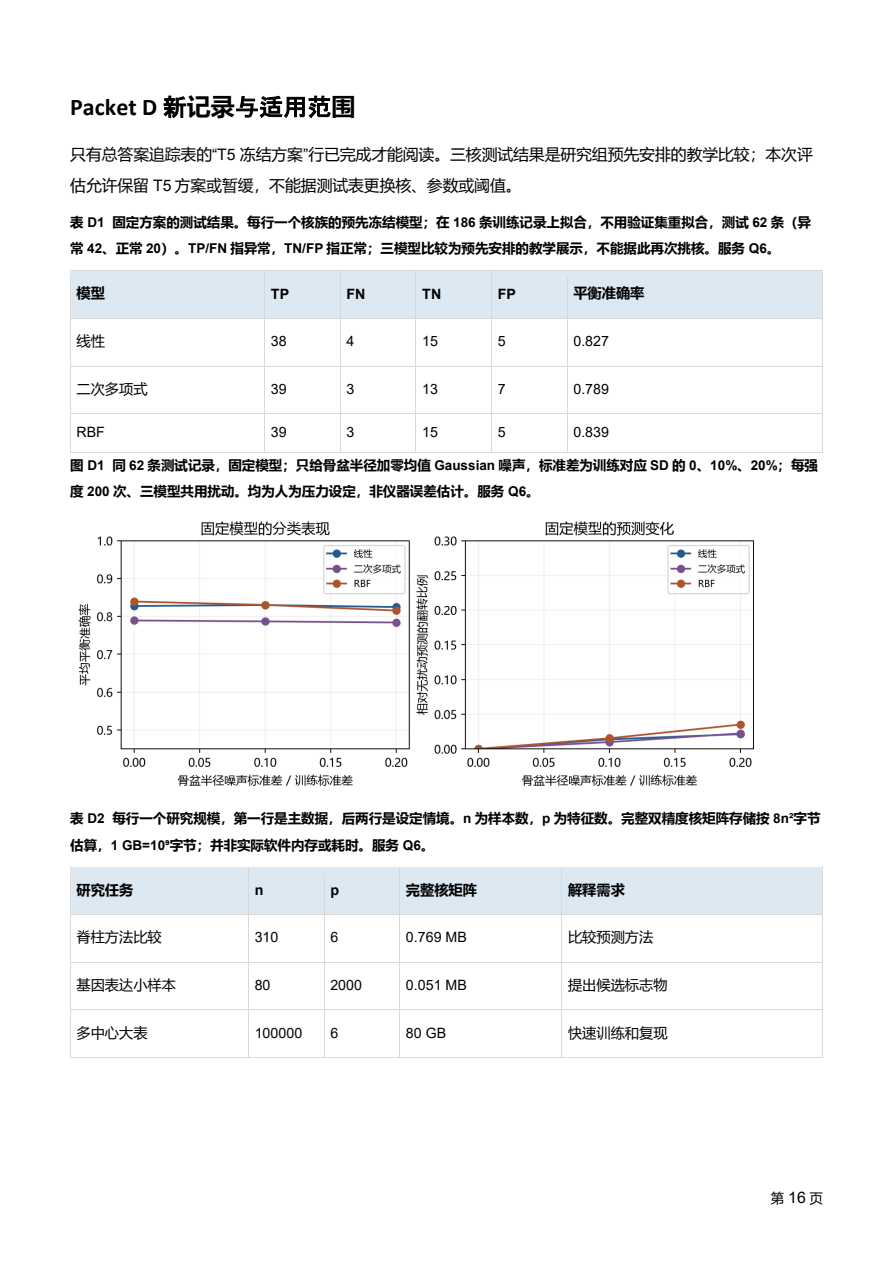 Packet D 新记录与适用范围
只有总答案追踪表的“T5 冻结方案”行已完成才能阅读。三核测试结果是研究组预先安排的教学比较；本次评
估允许保留 T5 方案或暂缓，不能据测试表更换核、参数或阈值。
表 D1 固定方案的测试结果。每行一个核族的预先冻结模型；在 186 条训练记录上拟合，不用验证集重拟合，测试 62 条（异
常 42、正常 20）。TP/FN 指异常，TN/FP 指正常；三模型比较为预先安排的教学展示，不能据此再次挑核。服务 Q6。
模型 TP FN TN FP 平衡准确率
线性 38 4 15 5 0.827
二次多项式 39 3 13 7 0.789
RBF 39 3 15 5 0.839
图 D1 同 62 条测试记录，固定模型；只给骨盆半径加零均值 Gaussian 噪声，标准差为训练对应 SD 的 0、10%、20%；每强
度 200 次、三模型共用扰动。均为人为压力设定，非仪器误差估计。服务 Q6。
固定模型的分类表现
平均平衡准确率
1.0
0.9
0.8
0.7
0.6
0.5
线性
二次多项式
RBF
0.00 0.05 0.10 0.15 0.20
骨盆半径噪声标准差 / 训练标准差
固定模型的预测变化
相对无扰动预测的翻转比例
0.30
0.25
0.20
0.15
0.10
0.05
0.00
线性
二次多项式
RBF
0.00 0.05 0.10 0.15 0.20
骨盆半径噪声标准差 / 训练标准差
表 D2 每行一个研究规模，第一行是主数据，后两行是设定情境。n 为样本数，p 为特征数。完整双精度核矩阵存储按 8n²字节
估算，1 GB=10⁹字节；并非实际软件内存或耗时。服务 Q6。
研究任务 n p 完整核矩阵 解释需求
脊柱方法比较 310 6 0.769 MB 比较预测方法
基因表达小样本 80 2000 0.051 MB 提出候选标志物
多中心大表 100000 6 80 GB 快速训练和复现
第 16 页